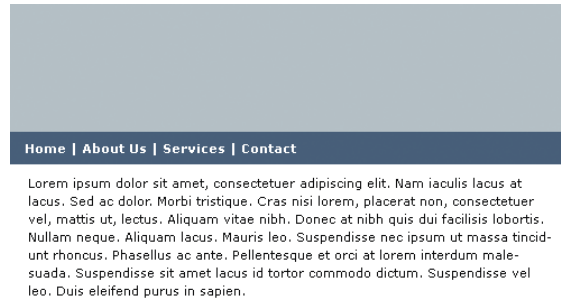 Home | About Us | Services | Contact
Lorem ipsum dolor sit amet, consectetuer adipiscing elit. Nam iaculis lacus at
lacus. Sed ac dolor. Morbi tristique. Cras nisi lorem, placerat non, consectetuer
vel, mattis ut, lectus. Aliquam vitae nibh. Donec at nibh quis dui facilisis lobortis.
Nullam neque. Aliquam lacus. Mauris leo. Suspendisse nec ipsum ut massa tincid-
unt rhoncus. Phasellus ac ante. Pellentesque et orci at lorem interdum male-
suada. Suspendisse sit amet lacus id tortor commodo dictum. Suspendisse vel
leo. Duis eleifend purus in sapien.